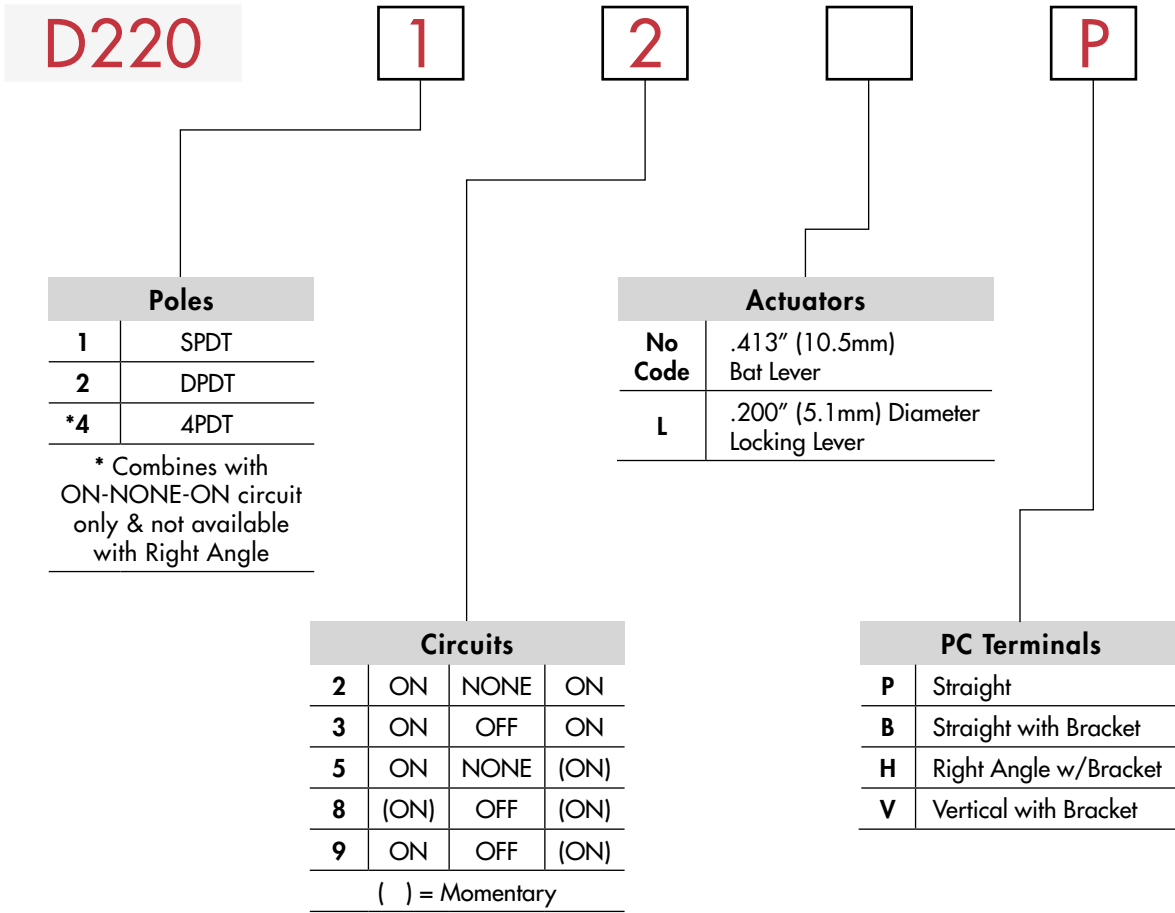 D220 1 2 P
Poles
1 SPDT
2 DPDT
*4 4PDT
* Combines with
ON-NONE-ON circuit
only & not available
with Right Angle
Actuators
No
Code
.413” (10.5mm)
Bat Lever
L
.200” (5.1mm) Diameter
Locking Lever
Circuits
2 ON NONE ON
3 ON OFF ON
5 ON NONE (ON)
8 (ON) OFF (ON)
9 ON OFF (ON)
( ) = Momentary
PC Terminals
P Straight
B Straight with Bracket
H Right Angle w/Bracket
V Vertical with Bracket